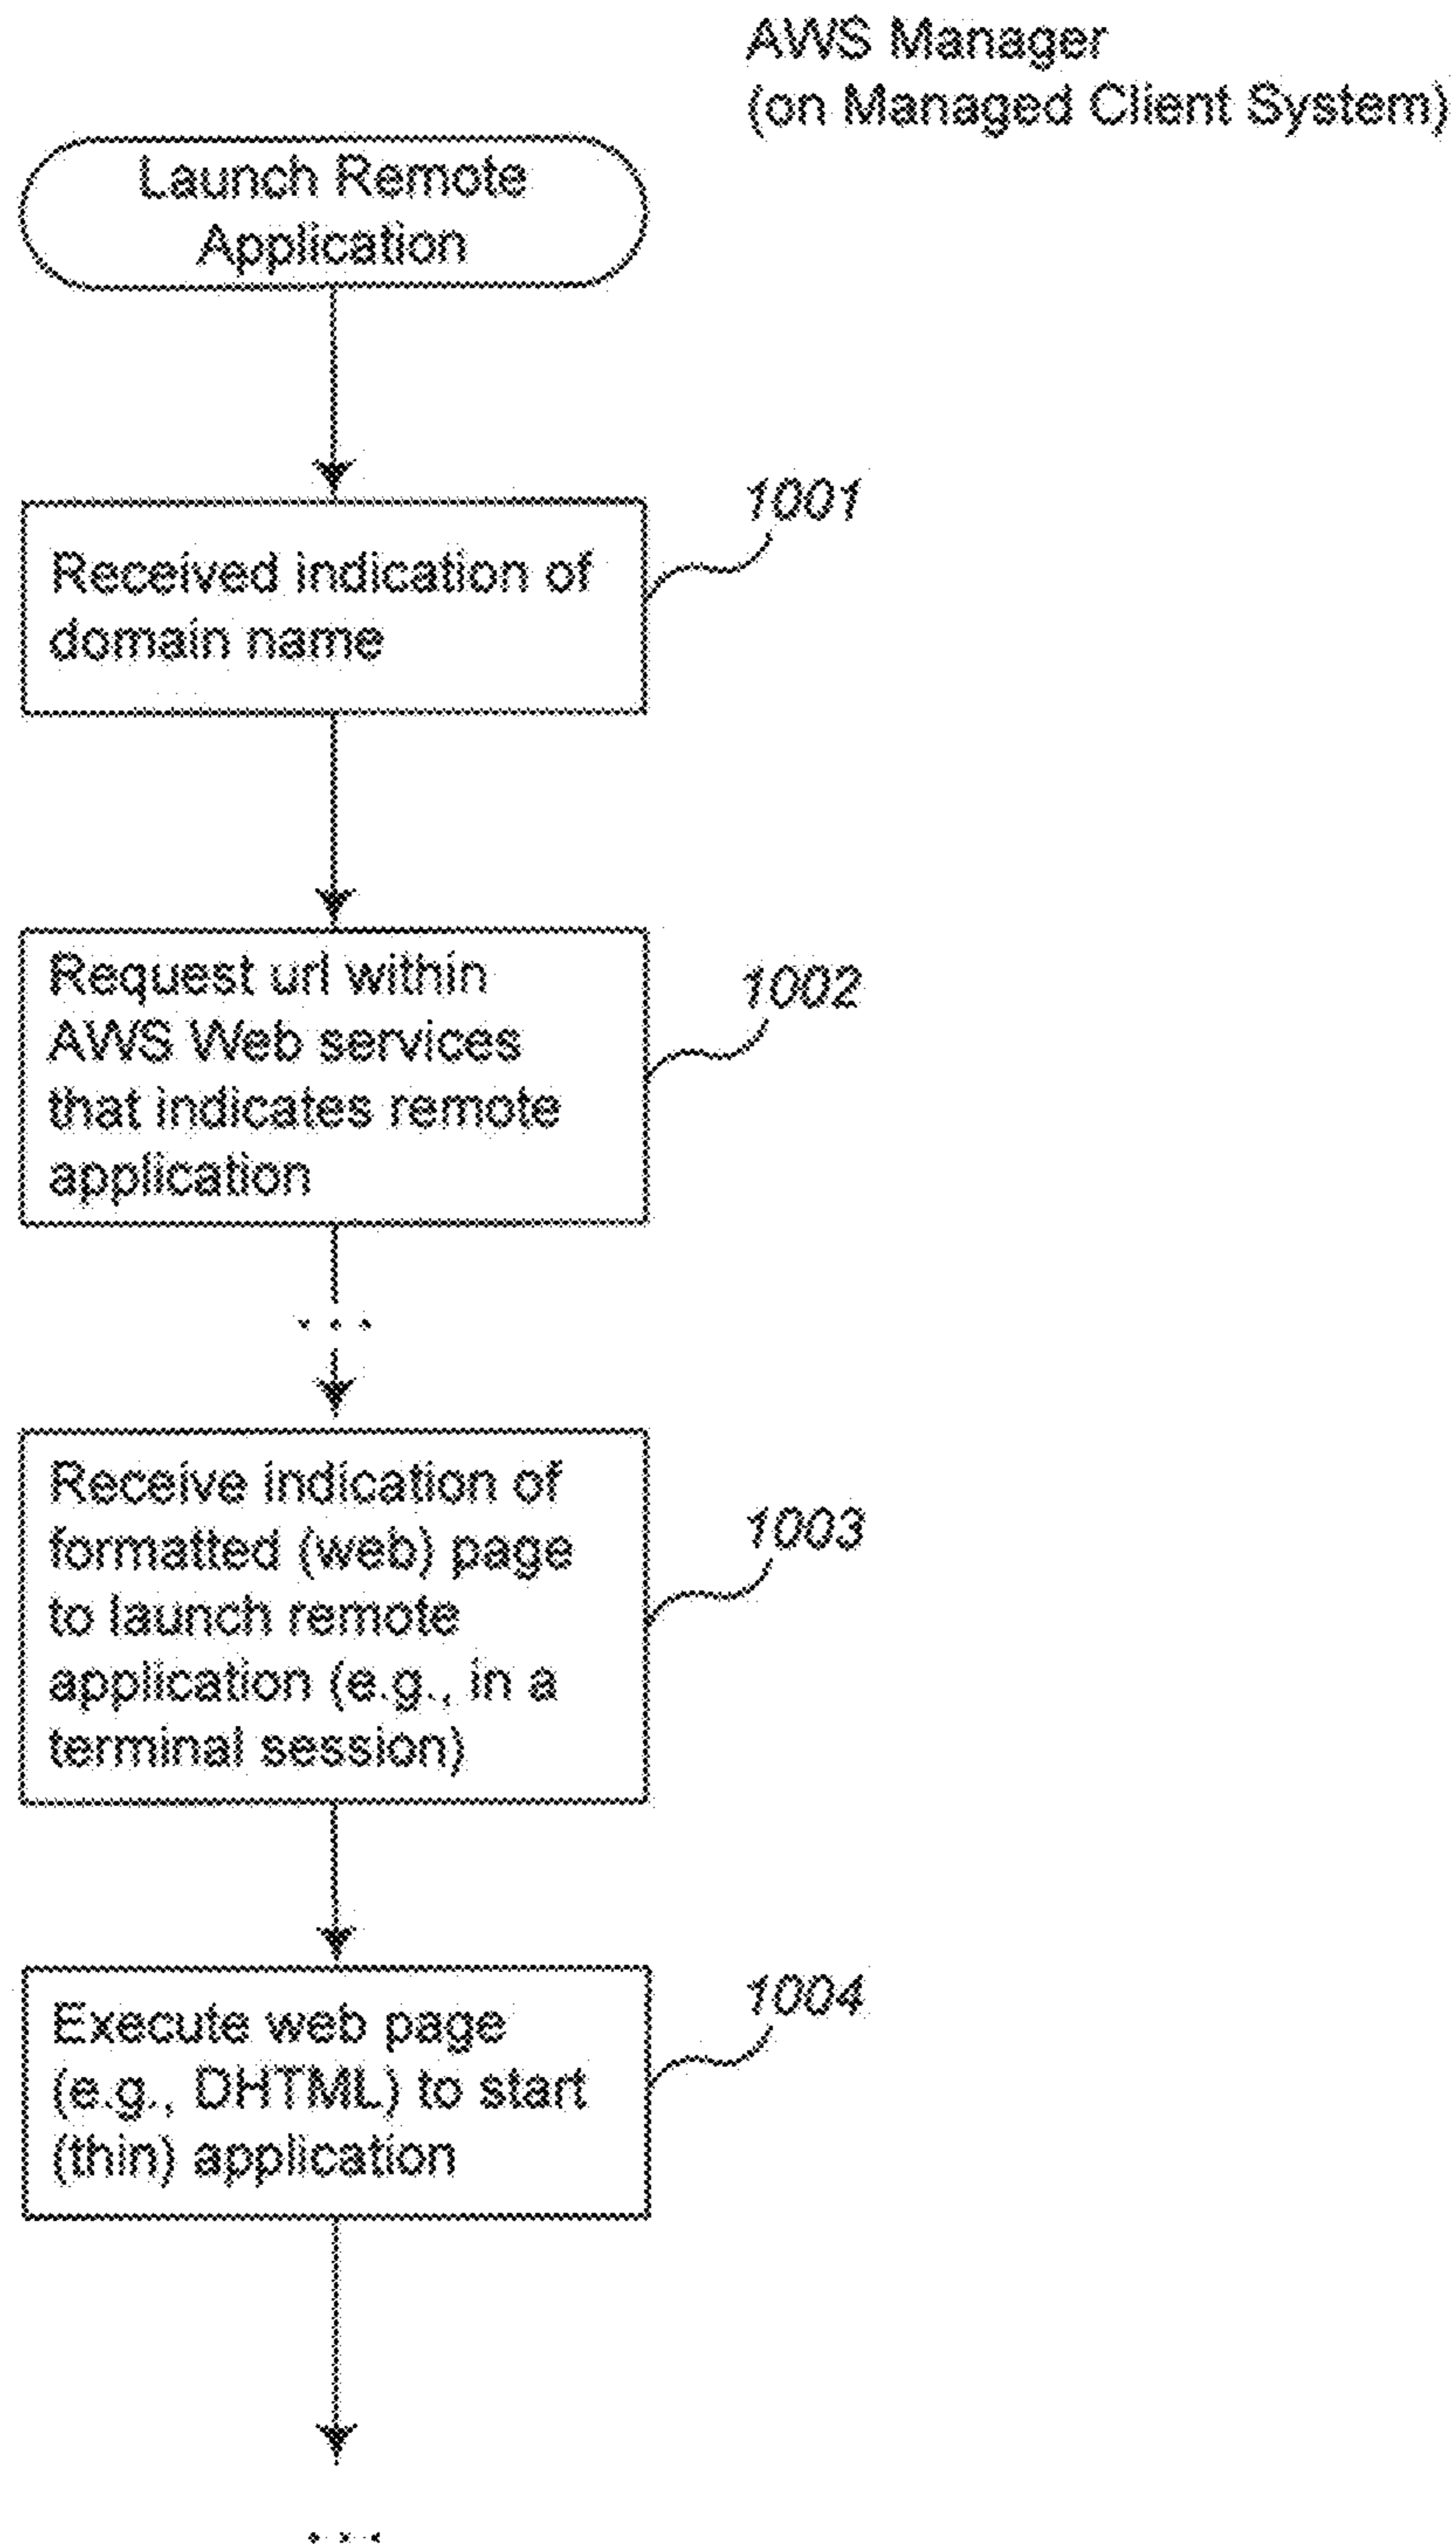 AWS Manager
(on Managed Client System)
Launch Remote
Application
1001
Received indication of
domain name
1002
Request url within
AWS Web services
that indicates remote
application
...
1003
Receive indication of
formatted (web) page
to launch remote
application (e.g., in a
terminal session)
1004
Execute web page
(e.g., DHTML) to start
(thin) application
...